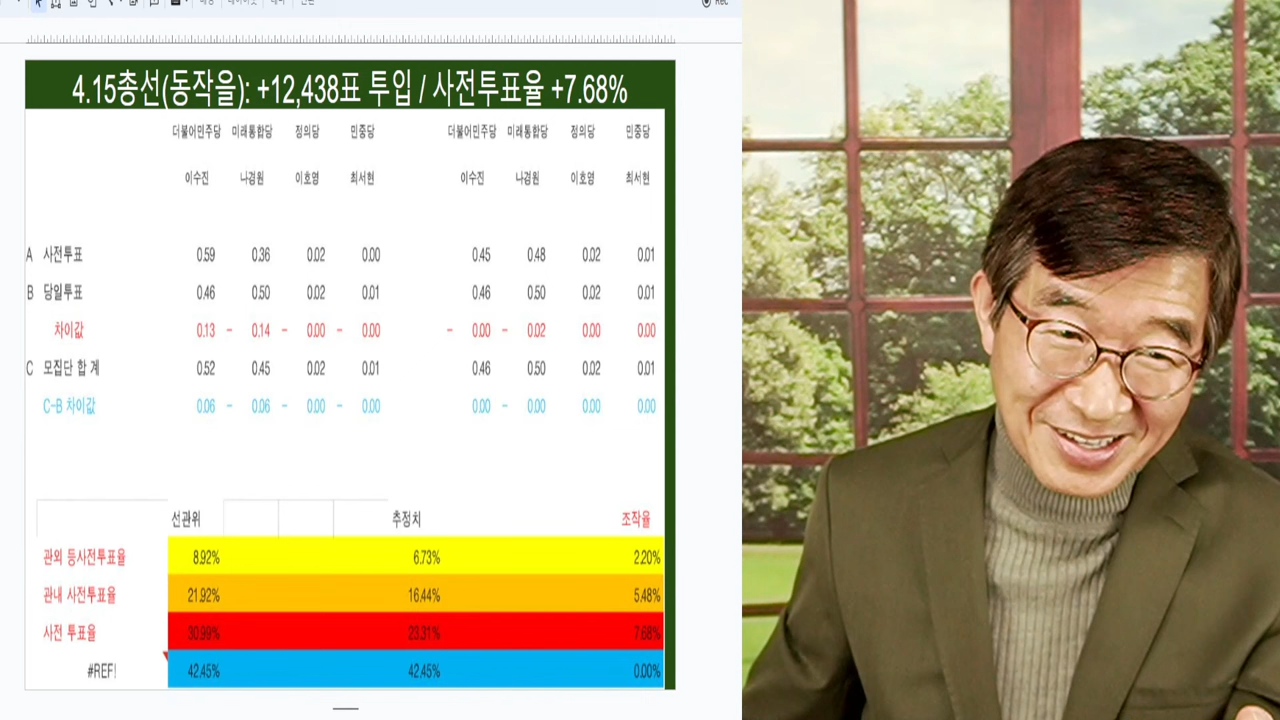 Rec
4.15총선(동작을): +12,438표 투입 / 사전투표율 +7.68%
더불어민주당 미래통합당 정의당 민중당 더불어민주당 미래통합당 정의당 민중당
이수진 나경원 이호영 최서현 이수진 나경원 이호영 최서현
A 사전투표 0.59 0.36 0.02 0.00 0.45 0.48 0.02 0.01
B 당일투표 0.46 0.50 0.02 0.01 0.46 0.50 0.02 0.01
차이값 0.13 - 0.14 - 0.00 - 0.00 - 0.00 - 0.02 0.00 0.00
C 모집단 합 계 0.52 0.45 0.02 0.01 0.46 0.50 0.02 0.01
C-B 차이값 0.06 - 0.06 - 0.00 - 0.00 0.00 - 0.00 0.00 0.00
선관위 추정치 조작율
관외 등사전투표율 8.92% 6.73% 2.20%
관내 사전투표율 21.92% 16.44% 5.48%
사전 투표율 30.99% 23.31% 7.68%
#REF! 42.45% 42.45% 0.00%